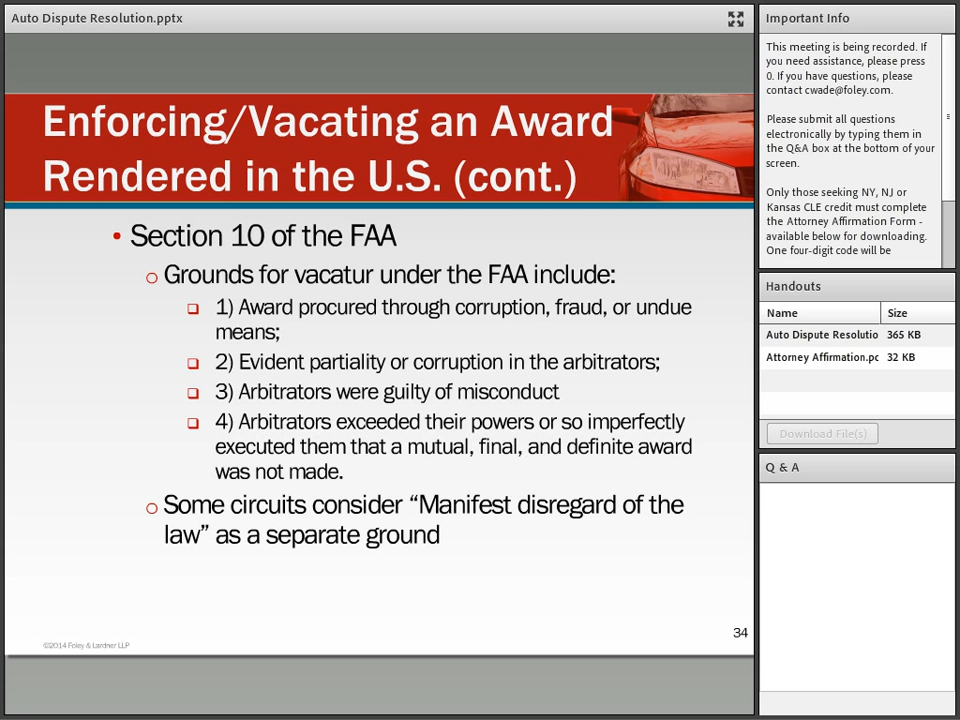 Auto Dispute Resolution.pptx
Enforcing/Vacating an Award
Rendered in the U.S. (cont.)
• Section 10 of the FAA
o Grounds for vacatur under the FAA include:
❑ 1) Award procured through corruption, fraud, or undue
means;
❑ 2) Evident partiality or corruption in the arbitrators;
❑ 3) Arbitrators were guilty of misconduct
❑ 4) Arbitrators exceeded their powers or so imperfectly
executed them that a mutual, final, and definite award
was not made.
o Some circuits consider “Manifest disregard of the
law” as a separate ground
34
©2014 Foley & Lardner LLP
Important Info
This meeting is being recorded. If
you need assistance, please press
0. If you have questions, please
contact cwade@foley.com.
Please submit all questions
electronically by typing them in
the Q&A box at the bottom of your
screen.
Only those seeking NY, NJ or
Kansas CLE credit must complete
the Attorney Affirmation Form -
available below for downloading.
One four-digit code will be
Handouts
Name Size
Auto Dispute Resolutio 365 KB
Attorney Affirmation.pc 32 KB
Download File(s)
Q & A